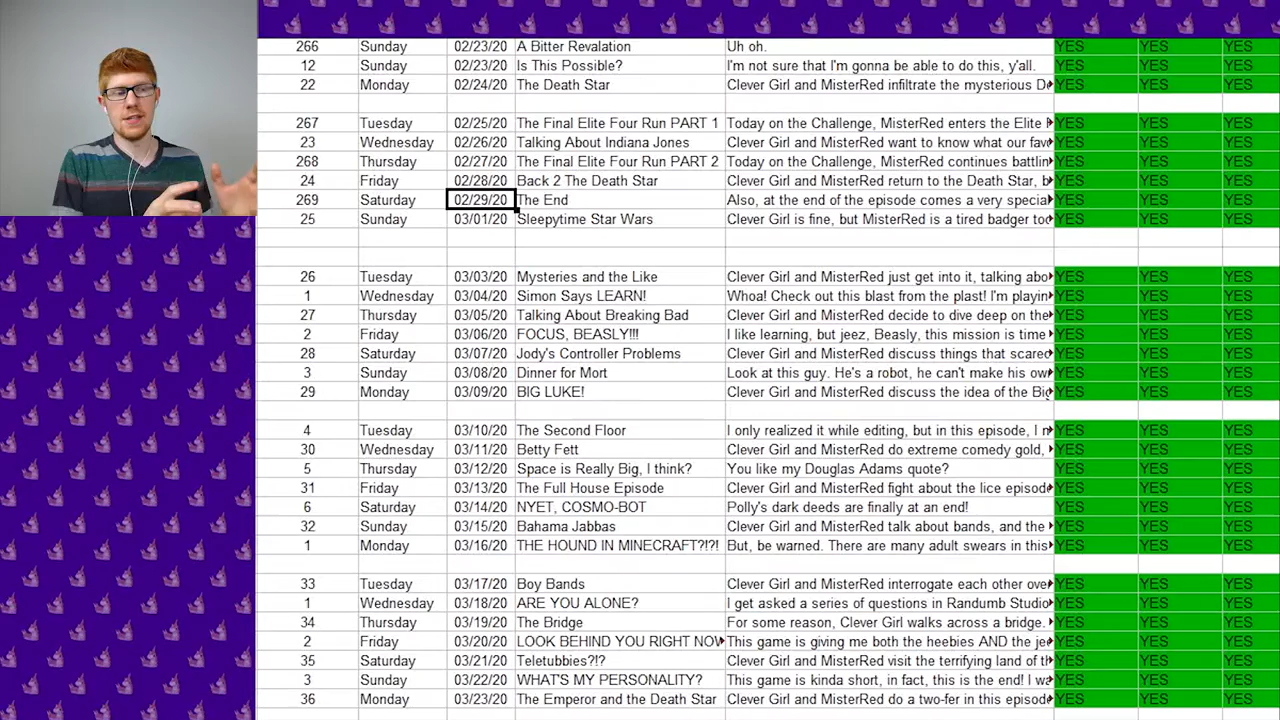 266 Sunday 02/23/20 A Bitter Revalation Uh oh. YES YES YES
12 Sunday 02/23/20 Is This Possible? I'm not sure that I'm gonna be able to do this, y'all. YES YES YES
22 Monday 02/24/20 The Death Star Clever Girl and MisterRed infiltrate the mysterious De YES YES YES
267 Tuesday 02/25/20 The Final Elite Four Run PART 1 Today on the Challenge, MisterRed enters the Elite YES YES YES
23 Wednesday 02/26/20 Talking About Indiana Jones Clever Girl and MisterRed want to know what our fav YES YES YES
268 Thursday 02/27/20 The Final Elite Four Run PART 2 Today on the Challenge, MisterRed continues battlin YES YES YES
24 Friday 02/28/20 Back 2 The Death Star Clever Girl and MisterRed return to the Death Star, b YES YES YES
269 Saturday 02/29/20 The End Also, at the end of the episode comes a very specia YES YES YES
25 Sunday 03/01/20 Sleepytime Star Wars Clever Girl is fine, but MisterRed is a tired badger too YES YES YES
26 Tuesday 03/03/20 Mysteries and the Like Clever Girl and MisterRed just get into it, talking abo YES YES YES
1 Wednesday 03/04/20 Simon Says LEARN! Whoa! Check out this blast from the plast! I'm playin YES YES YES
27 Thursday 03/05/20 Talking About Breaking Bad Clever Girl and MisterRed decide to dive deep on the YES YES YES
2 Friday 03/06/20 FOCUS, BEASLY!!! I like learning, but jeez, Beasly, this mission is time YES YES YES
28 Saturday 03/07/20 Jody's Controller Problems Clever Girl and MisterRed discuss things that scared YES YES YES
3 Sunday 03/08/20 Dinner for Mort Look at this guy. He's a robot, he can't make his ow YES YES YES
29 Monday 03/09/20 BIG LUKE! Clever Girl and MisterRed discuss the idea of the Big YES YES YES
4 Tuesday 03/10/20 The Second Floor I only realized it while editing, but in this episode, I YES YES YES
30 Wednesday 03/11/20 Betty Fett Clever Girl and MisterRed do extreme comedy gold, YES YES YES
5 Thursday 03/12/20 Space is Really Big, I think? You like my Douglas Adams quote? YES YES YES
31 Friday 03/13/20 The Full House Episode Clever Girl and MisterRed fight about the lice episod YES YES YES
6 Saturday 03/14/20 NYET, COSMO-BOT Polly's dark deeds are finally at an end! YES YES YES
32 Sunday 03/15/20 Bahama Jabbas Clever Girl and MisterRed talk about bands, and the YES YES YES
1 Monday 03/16/20 THE HOUND IN MINECRAFT?!?! But, be warned. There are many adult swears in this YES YES YES
33 Tuesday 03/17/20 Boy Bands Clever Girl and MisterRed interrogate each other ove YES YES YES
1 Wednesday 03/18/20 ARE YOU ALONE? I get asked a series of questions in Randumb Studio YES YES YES
34 Thursday 03/19/20 The Bridge For some reason, Clever Girl walks across a bridge. YES YES YES
2 Friday 03/20/20 LOOK BEHIND YOU RIGHT NOW This game is giving me both the heebies AND the je YES YES YES
35 Saturday 03/21/20 Teletobbies?!? Clever Girl and MisterRed visit the terrifying land of YES YES YES
3 Sunday 03/22/20 WHAT'S MY PERSONALITY? This game is kinda short, in fact, this is the end! I wa YES YES YES
36 Monday 03/23/20 The Emperor and the Death Star Clever Girl and MisterRed do a two-fer in this episode YES YES YES